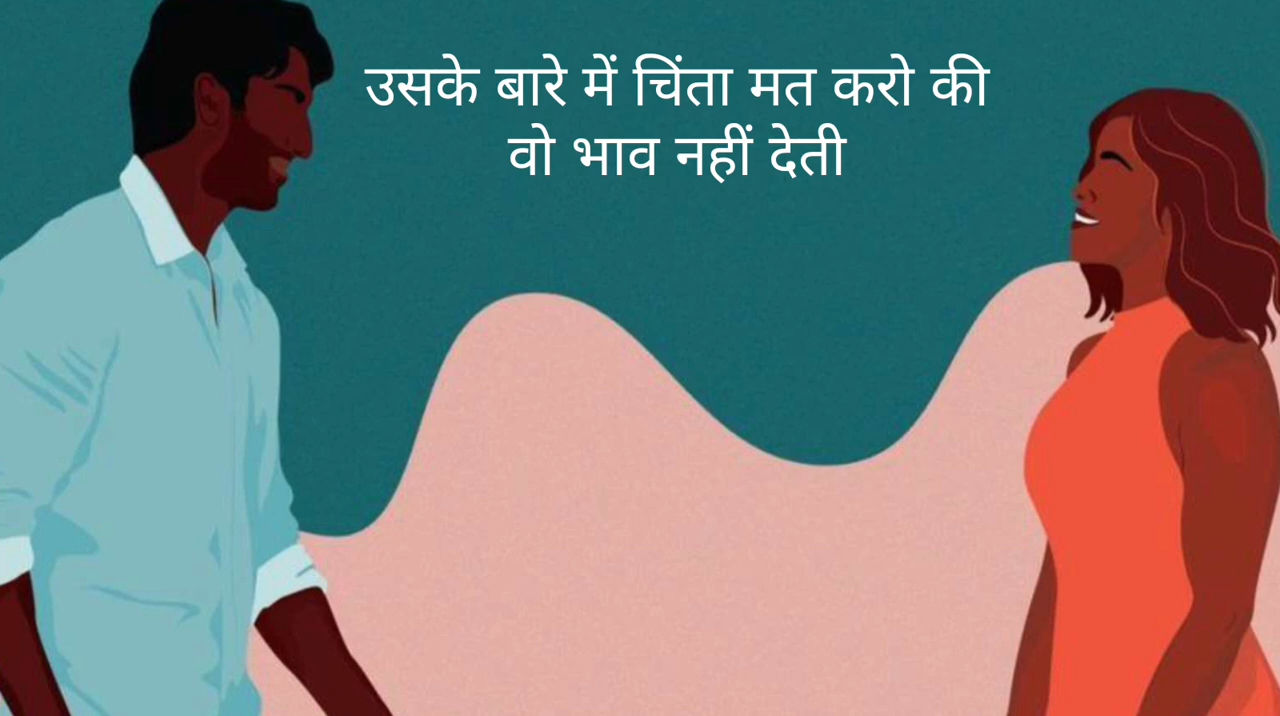 उसके बारे में चिंता मत करो की
वो भाव नहीं देती